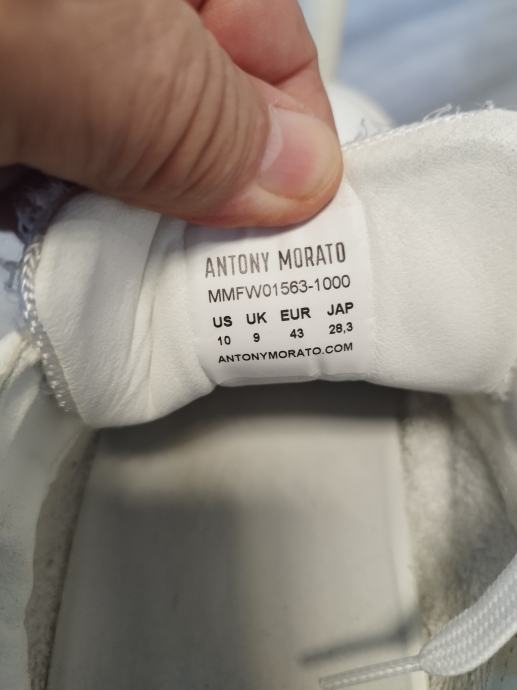 ANTONY MORATO
MMFW01563-1000
US UK EUR JAP
10 9 43 28,3
ANTONYMORATO.COM